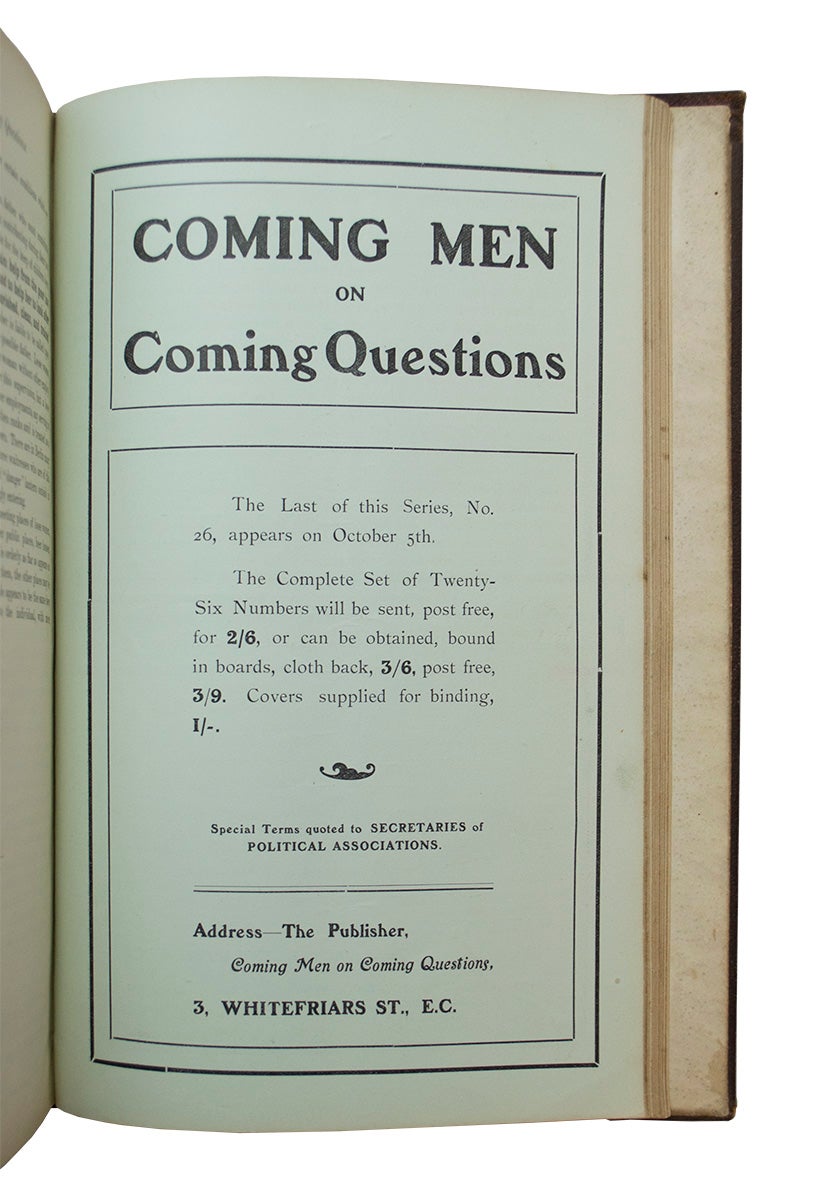 COMING MEN
ON
Coming Questions
The Last of this Series, No.
26, appears on October 5th.
The Complete Set of Twenty-
Six Numbers will be sent, post free,
for 2/6, or can be obtained, bound
in boards, cloth back, 3/6, post free,
3/9. Covers supplied for binding,
1/-.
Special Terms quoted to SECRETARIES of
POLITICAL ASSOCIATIONS.
Address—The Publisher,
Coming Men on Coming Questions,
3, WHITEFRIARS ST., E.C.